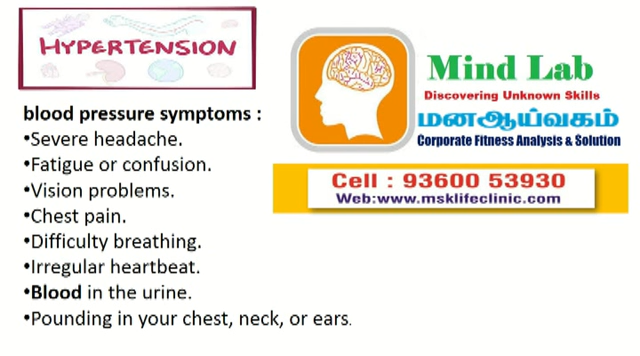 HYPERTENSION
blood pressure symptoms :
•Severe headache.
•Fatigue or confusion.
•Vision problems.
•Chest pain.
•Difficulty breathing.
•Irregular heartbeat.
•Blood in the urine.
•Pounding in your chest, neck, or ears.
Mind Lab
Discovering Unknown Skills
மனஆய்வகம்
Corporate Fitness Analysis & Solution
Cell : 93600 53930
Web:www.msklifeclinic.com